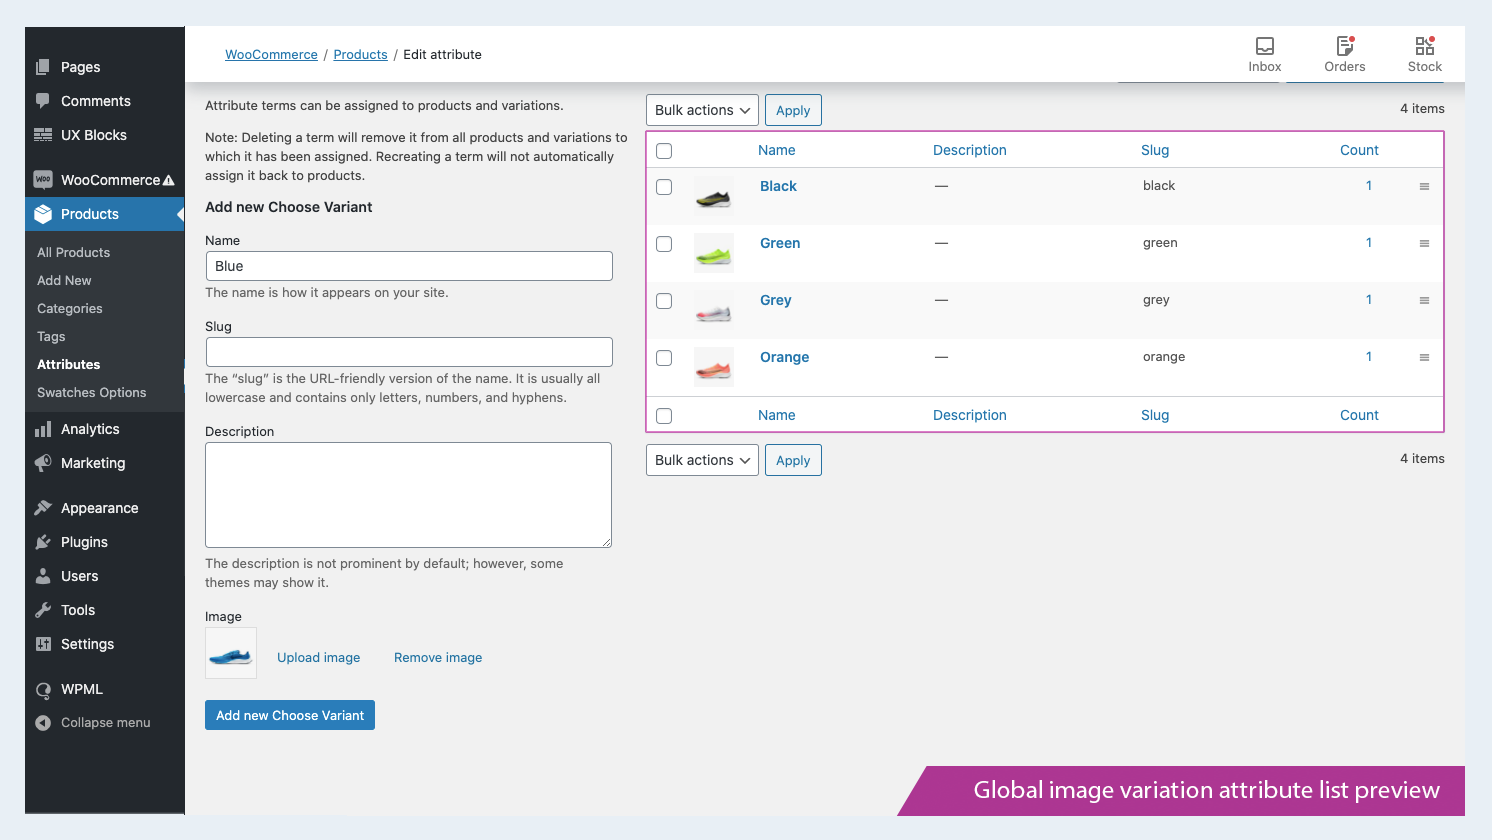 WooCommerce / Products / Edit attribute
Inbox
Orders
Stock
Pages
Comments
UX Blocks
WOO
WooCommerce
Products
All Products
Add New
Categories
Tags
Attributes
Swatches Options
Analytics
Marketing
Appearance
Plugins
Users
Tools
Settings
WPML
Collapse menu
Attribute terms can be assigned to products and variations.
Note: Deleting a term will remove it from all products and variations to
which it has been assigned. Recreating a term will not automatically
assign it back to products.
Add new Choose Variant
Name
Blue
The name is how it appears on your site.
Slug
The “slug” is the URL-friendly version of the name. It is usually all
lowercase and contains only letters, numbers, and hyphens.
Description
The description is not prominent by default; however, some
themes may show it.
Image
Upload image Remove image
Add new Choose Variant
Bulk actions Apply 4 items
Name Description Slug Count
Black — black 1
Green — green 1
Grey — grey 1
Orange — orange 1
Name Description Slug Count
Bulk actions Apply 4 items
Global image variation attribute list preview